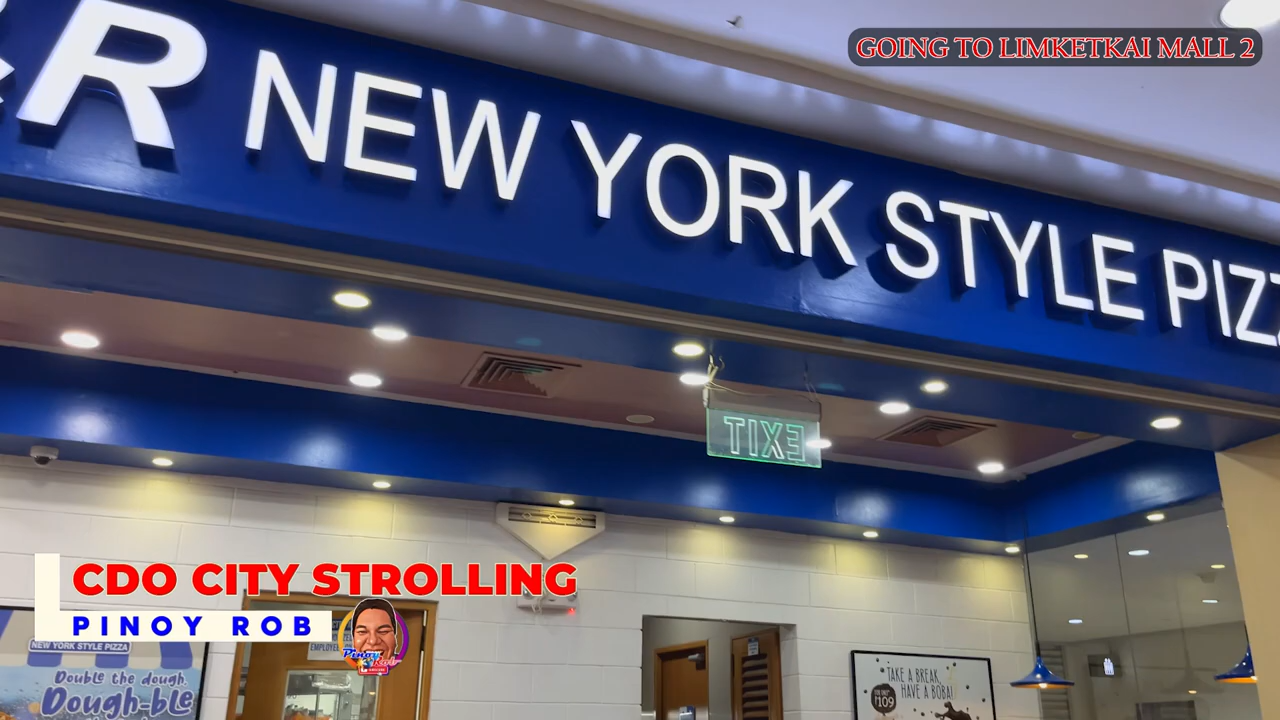 GOING TO LIMKETKAI MALL 2
R NEW YORK STYLE PIZZ
EXIT
CDO CITY STROLLING
PINOY ROB
Pinoy
NEW YORK STYLE PIZZA
Double the dough.
Dough-ble
TAKE A BREAK,
HAVE A BOBA!
₱109